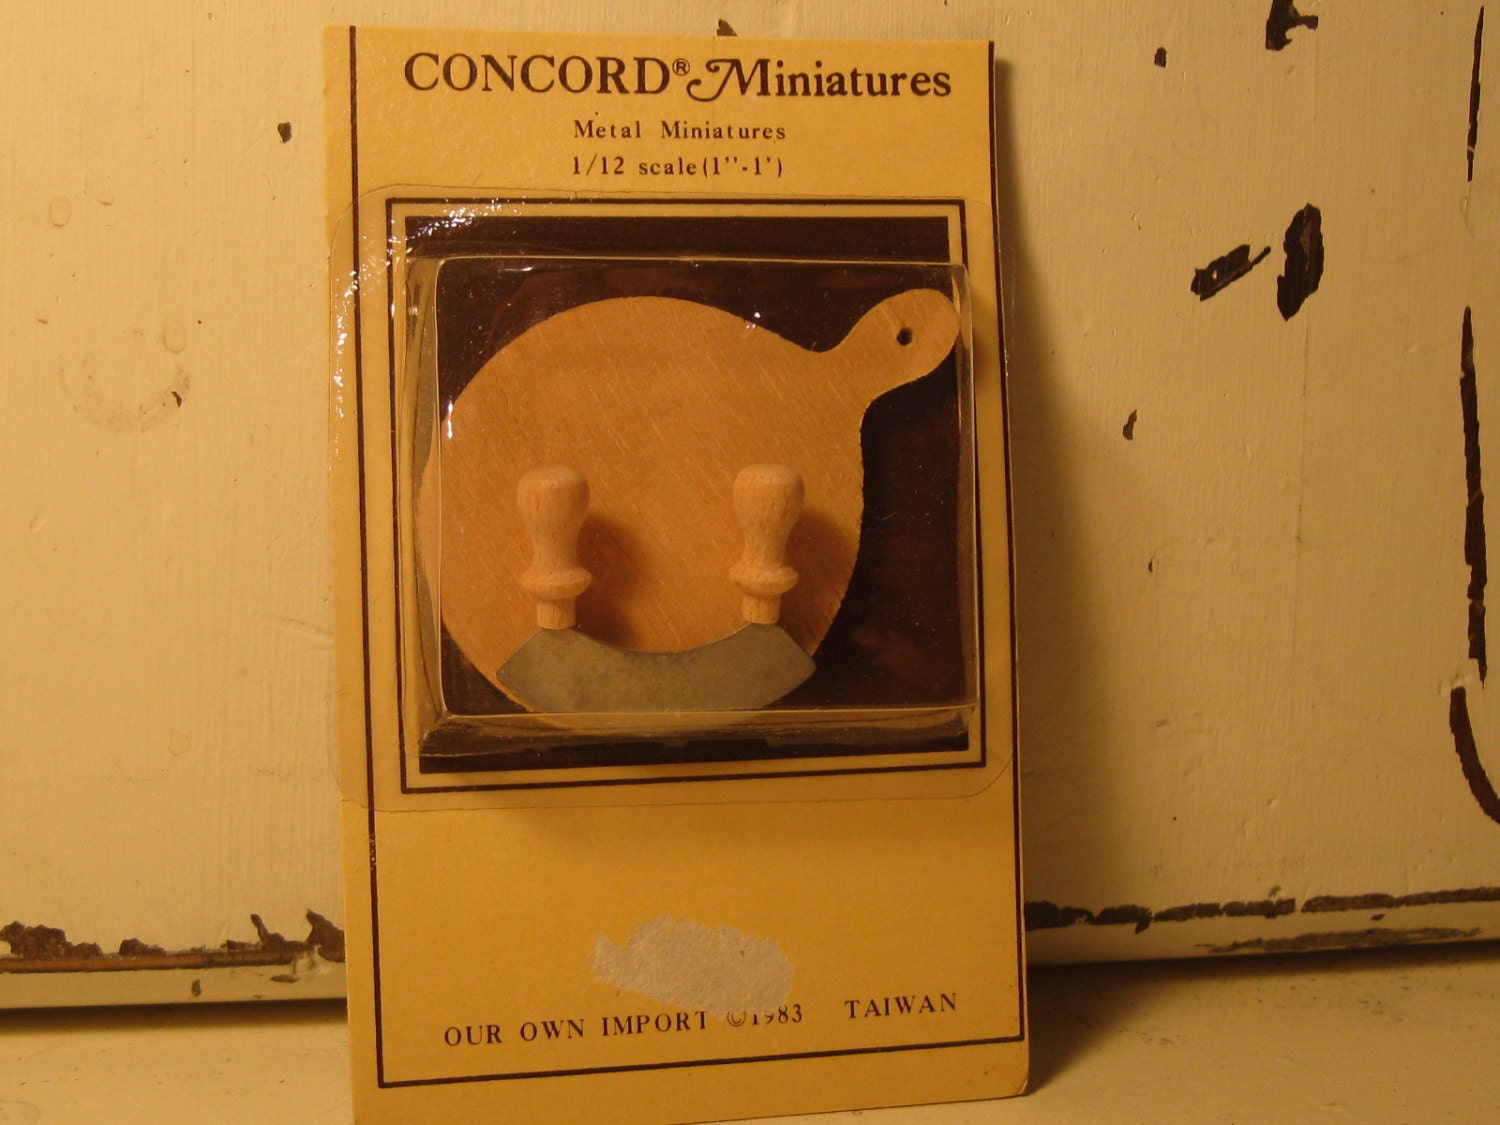 CONCORD® Miniatures
Metal Miniatures
1/12 scale(1"-1')
OUR OWN IMPORT ©1983 TAIWAN